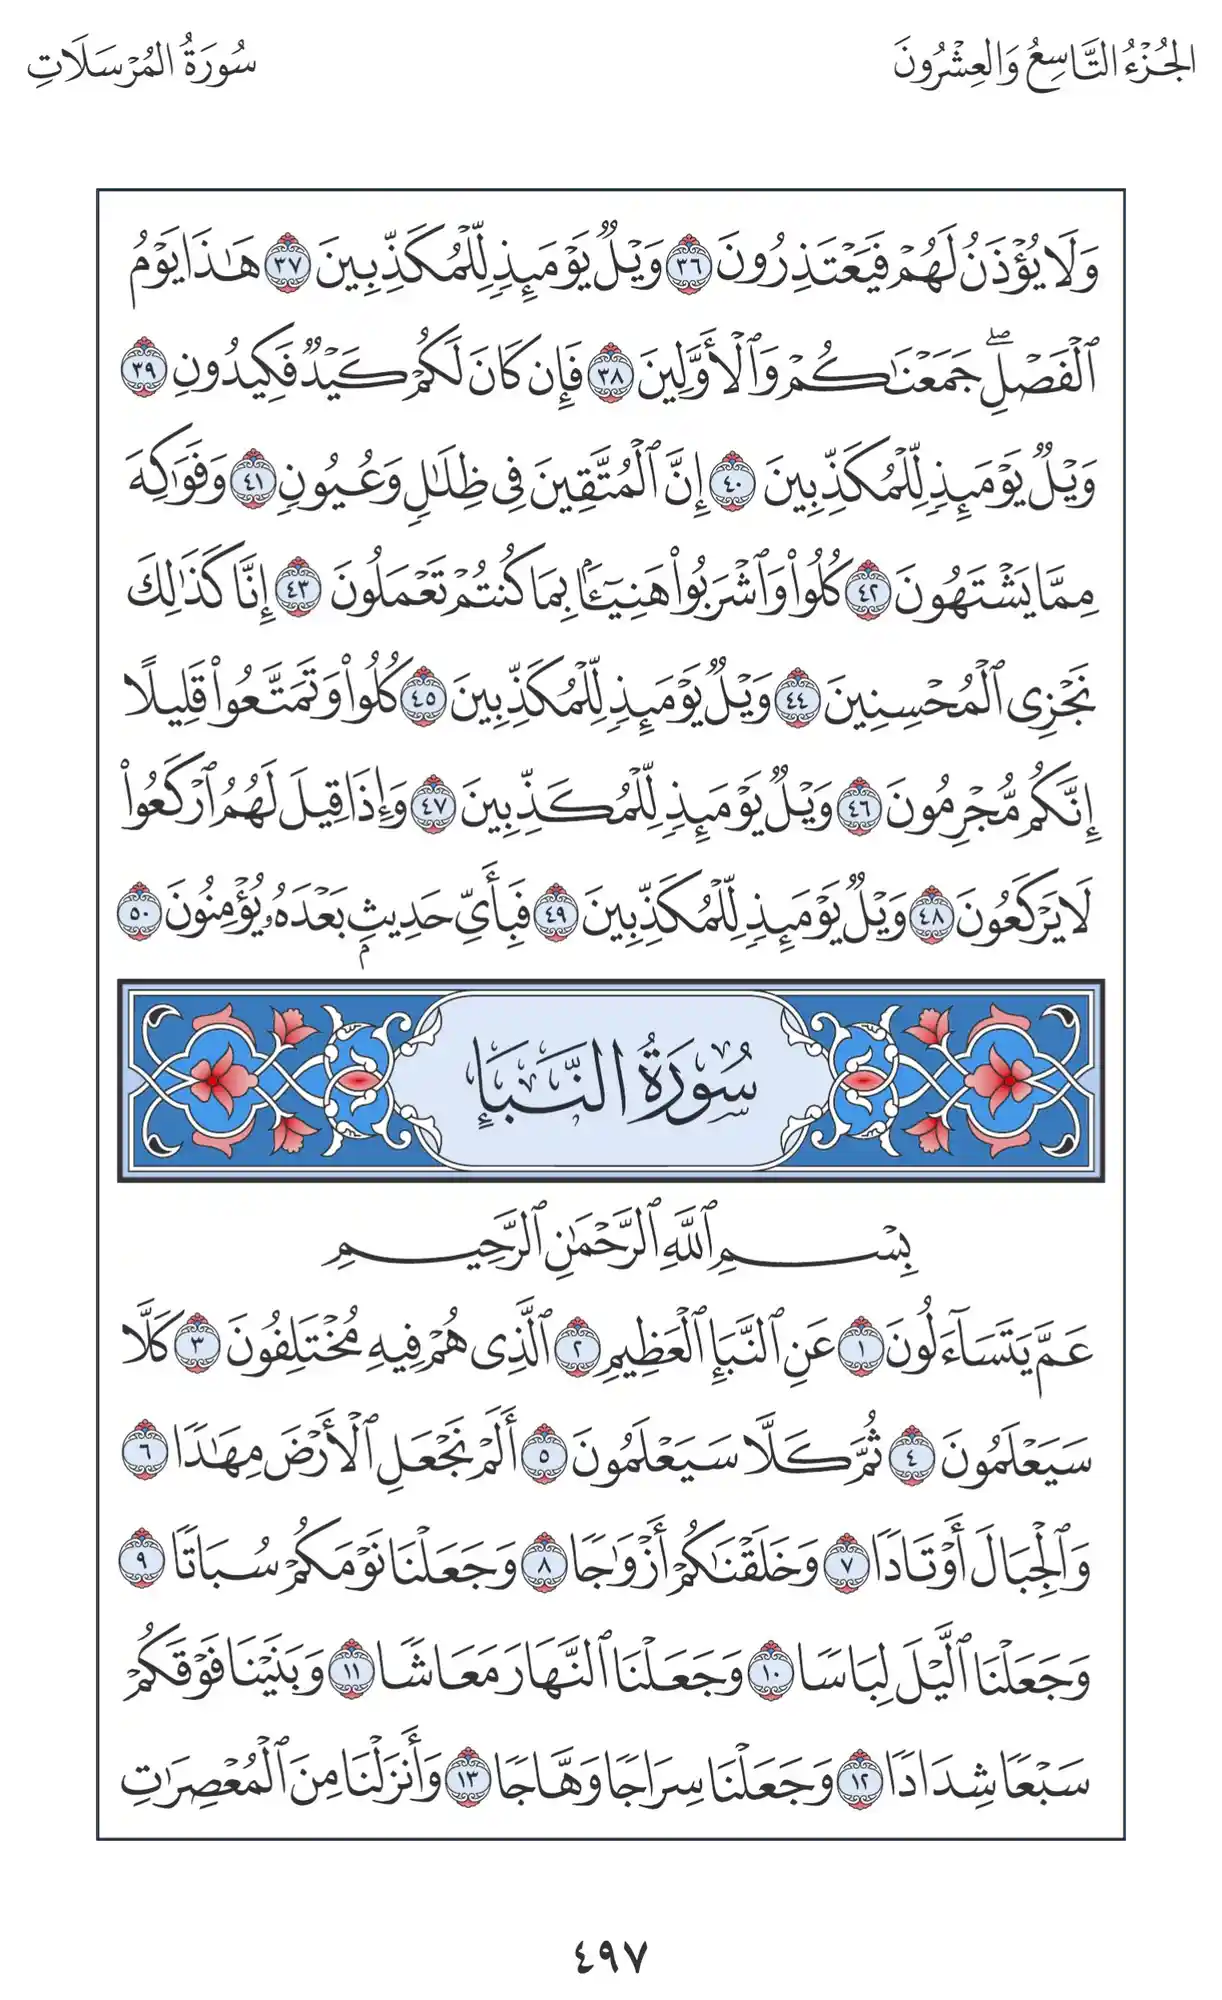 الجُزْءُ التَّاسِعُ وَالعِشْرُونَ
سُورَةُ المُرْسَلَاتِ
وَلَا يُؤْذَنُ لَهُمْ فَيَعْتَذِرُونَ ٣٦ وَيْلٌ يَوْمَئِذٍ لِّلْمُكَذِّبِينَ ٣٧ هَٰذَا يَوْمُ
ٱلْفَصْلِۖ جَمَعْنَٰكُمْ وَٱلْأَوَّلِينَ ٣٨ فَإِن كَانَ لَكُمْ كَيْدٌ فَكِيدُونِ ٣٩
وَيْلٌ يَوْمَئِذٍ لِّلْمُكَذِّبِينَ ٤٠ إِنَّ ٱلْمُتَّقِينَ فِى ظِلَٰلٍ وَعُيُونٍ ٤١ وَفَوَٰكِهَ
مِمَّا يَشْتَهُونَ ٤٢ كُلُوا۟ وَٱشْرَبُوا۟ هَنِيٓـَٔۢا بِمَا كُنتُمْ تَعْمَلُونَ ٤٣ إِنَّا كَذَٰلِكَ
نَجْزِى ٱلْمُحْسِنِينَ ٤٤ وَيْلٌ يَوْمَئِذٍ لِّلْمُكَذِّبِينَ ٤٥ كُلُوا۟ وَتَمَتَّعُوا۟ قَلِيلًا
إِنَّكُم مُّجْرِمُونَ ٤٦ وَيْلٌ يَوْمَئِذٍ لِّلْمُكَذِّبِينَ ٤٧ وَإِذَا قِيلَ لَهُمُ ٱرْكَعُوا۟
لَا يَرْكَعُونَ ٤٨ وَيْلٌ يَوْمَئِذٍ لِّلْمُكَذِّبِينَ ٤٩ فَبِأَىِّ حَدِيثٍۭ بَعْدَهُۥ يُؤْمِنُونَ ٥٠
سُورَةُ النَّبَإِ
بِسْمِ ٱللَّهِ ٱلرَّحْمَٰنِ ٱلرَّحِيمِ
عَمَّ يَتَسَآءَلُونَ ١ عَنِ ٱلنَّبَإِ ٱلْعَظِيمِ ٢ ٱلَّذِى هُمْ فِيهِ مُخْتَلِفُونَ ٣ كَلَّا
سَيَعْلَمُونَ ٤ ثُمَّ كَلَّا سَيَعْلَمُونَ ٥ أَلَمْ نَجْعَلِ ٱلْأَرْضَ مِهَٰدًا ٦
وَٱلْجِبَالَ أَوْتَادًا ٧ وَخَلَقْنَٰكُمْ أَزْوَٰجًا ٨ وَجَعَلْنَا نَوْمَكُمْ سُبَاتًا ٩
وَجَعَلْنَا ٱلَّيْلَ لِبَاسًا ١٠ وَجَعَلْنَا ٱلنَّهَارَ مَعَاشًا ١١ وَبَنَيْنَا فَوْقَكُمْ
سَبْعًا شِدَادًا ١٢ وَجَعَلْنَا سِرَاجًا وَهَّاجًا ١٣ وَأَنزَلْنَا مِنَ ٱلْمُعْصِرَٰتِ
٤٩٧